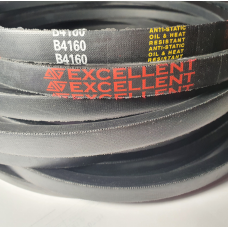 B4160
ANTI-STATIC
OIL & HEAT
RESISTANT
B4160
ANTI-STATIC
OIL & HEAT
RESISTANT
B4160
EXCELLENT
EXCELLENT